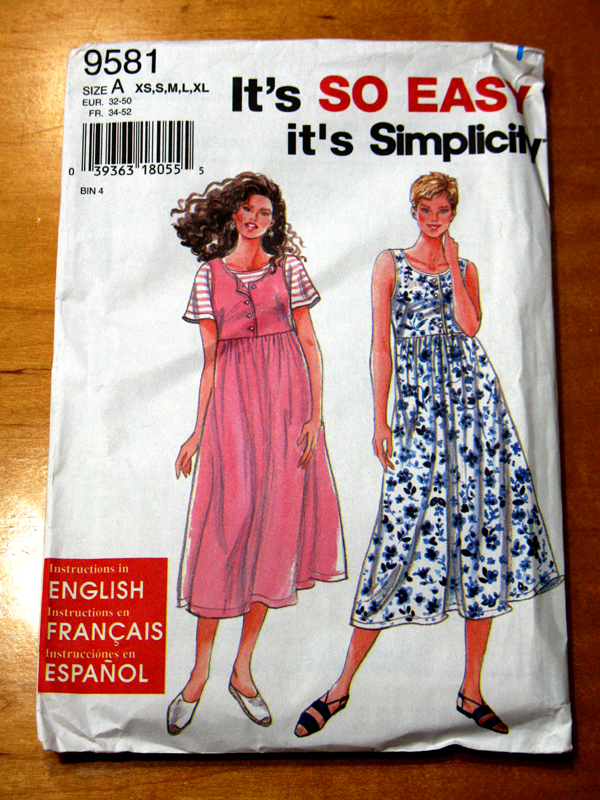 9581
SIZE A XS,S,M,L,XL
EUR. 32-50
FR. 34-52
0 39363 18055 5
BIN 4
It's SO EASY
it's Simplicity
Instructions in
ENGLISH
Instructions en
FRANÇAIS
Instrucciónes en
ESPAÑOL